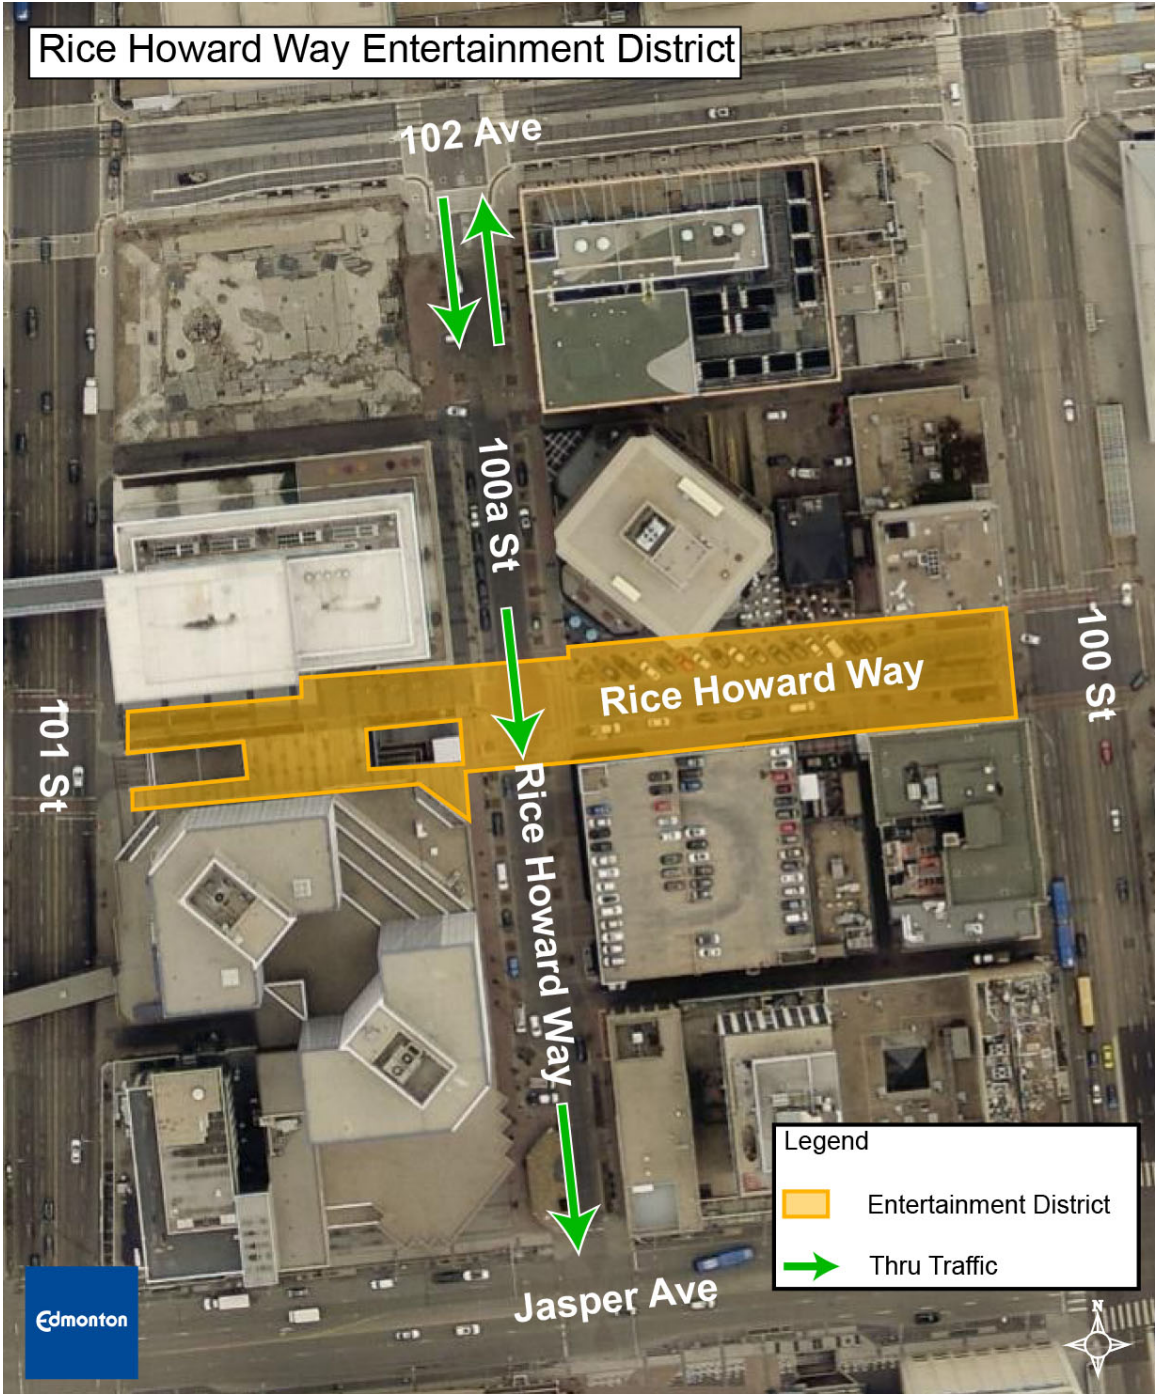 Rice Howard Way Entertainment District
102 Ave
100a St
Rice Howard Way
100 St
101 St
Rice Howard Way
Legend
Entertainment District
Thru Traffic
Jasper Ave
Edmonton
N